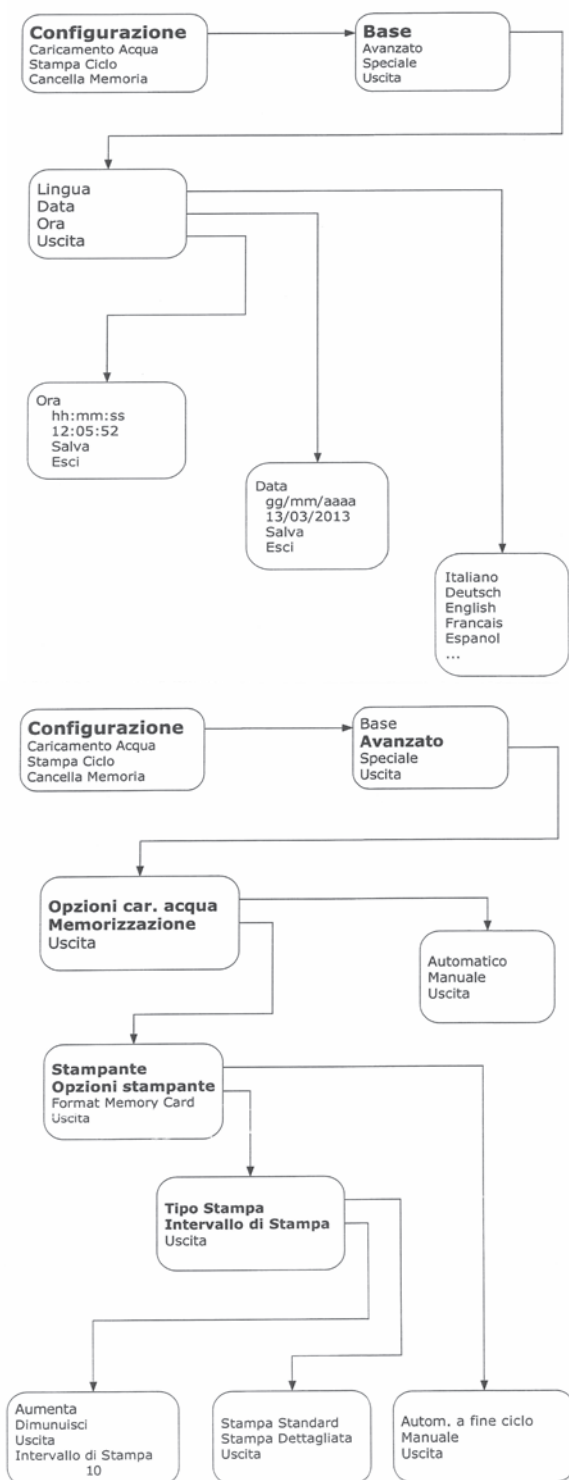 Configurazione
Caricamento Acqua
Stampa Ciclo
Cancella Memoria
Base
Avanzato
Speciale
Uscita
Lingua
Data
Ora
Uscita
Ora
hh:mm:ss
12:05:52
Salva
Esci
Data
gg/mm/aaaa
13/03/2013
Salva
Esci
Italiano
Deutsch
English
Francais
Espanol
...
Configurazione
Caricamento Acqua
Stampa Ciclo
Cancella Memoria
Base
Avanzato
Speciale
Uscita
Opzioni car. acqua
Memorizzazione
Uscita
Automatico
Manuale
Uscita
Stampante
Opzioni stampante
Format Memory Card
Uscita
Tipo Stampa
Intervallo di Stampa
Uscita
Aumenta
Dimunuisci
Uscita
Intervallo di Stampa
10
Stampa Standard
Stampa Dettagliata
Uscita
Autom. a fine ciclo
Manuale
Uscita